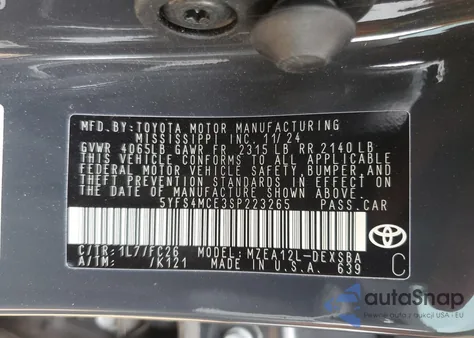 MFD.BY:TOYOTA MOTOR MANUFACTURING
MISSISSIPPI INC. 11/24
GVWR 4065LB GAWR FR 2315 LB RR 2140 LB
THIS VEHICLE CONFORMS TO ALL APPLICABLE
FEDERAL MOTOR VEHICLE SAFETY, BUMPER, AND
THEFT PREVENTION STANDARDS IN EFFECT ON
THE DATE OF MANUFACTURE SHOWN ABOVE.
5YFS4MCE3SP223265 PASS.CAR
C/TR:1L7/FC26 MODEL:MZEA12L-DEXSBA
A/TM: /K121 MADE IN U.S.A. 639
C
autoSnap